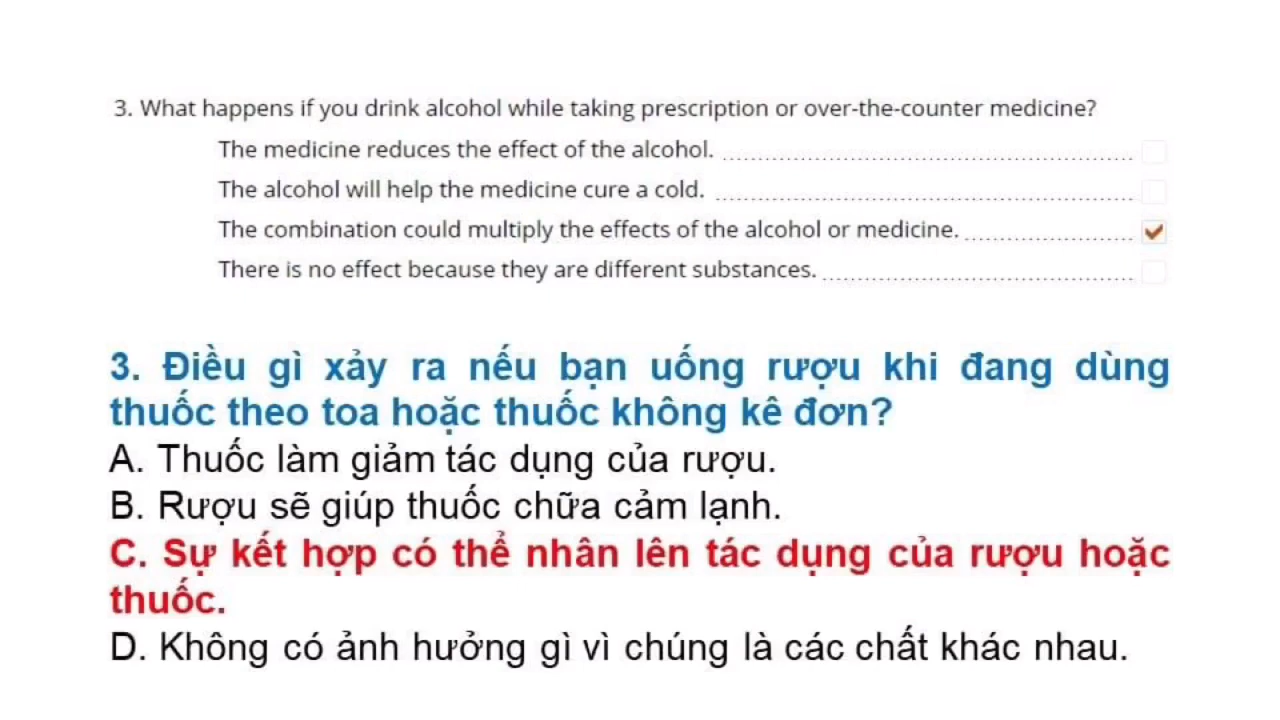 3. What happens if you drink alcohol while taking prescription or over-the-counter medicine?
The medicine reduces the effect of the alcohol.
The alcohol will help the medicine cure a cold.
The combination could multiply the effects of the alcohol or medicine.
There is no effect because they are different substances.
3. Điều gì xảy ra nếu bạn uống rượu khi đang dùng
thuốc theo toa hoặc thuốc không kê đơn?
A. Thuốc làm giảm tác dụng của rượu.
B. Rượu sẽ giúp thuốc chữa cảm lạnh.
C. Sự kết hợp có thể nhân lên tác dụng của rượu hoặc
thuốc.
D. Không có ảnh hưởng gì vì chúng là các chất khác nhau.